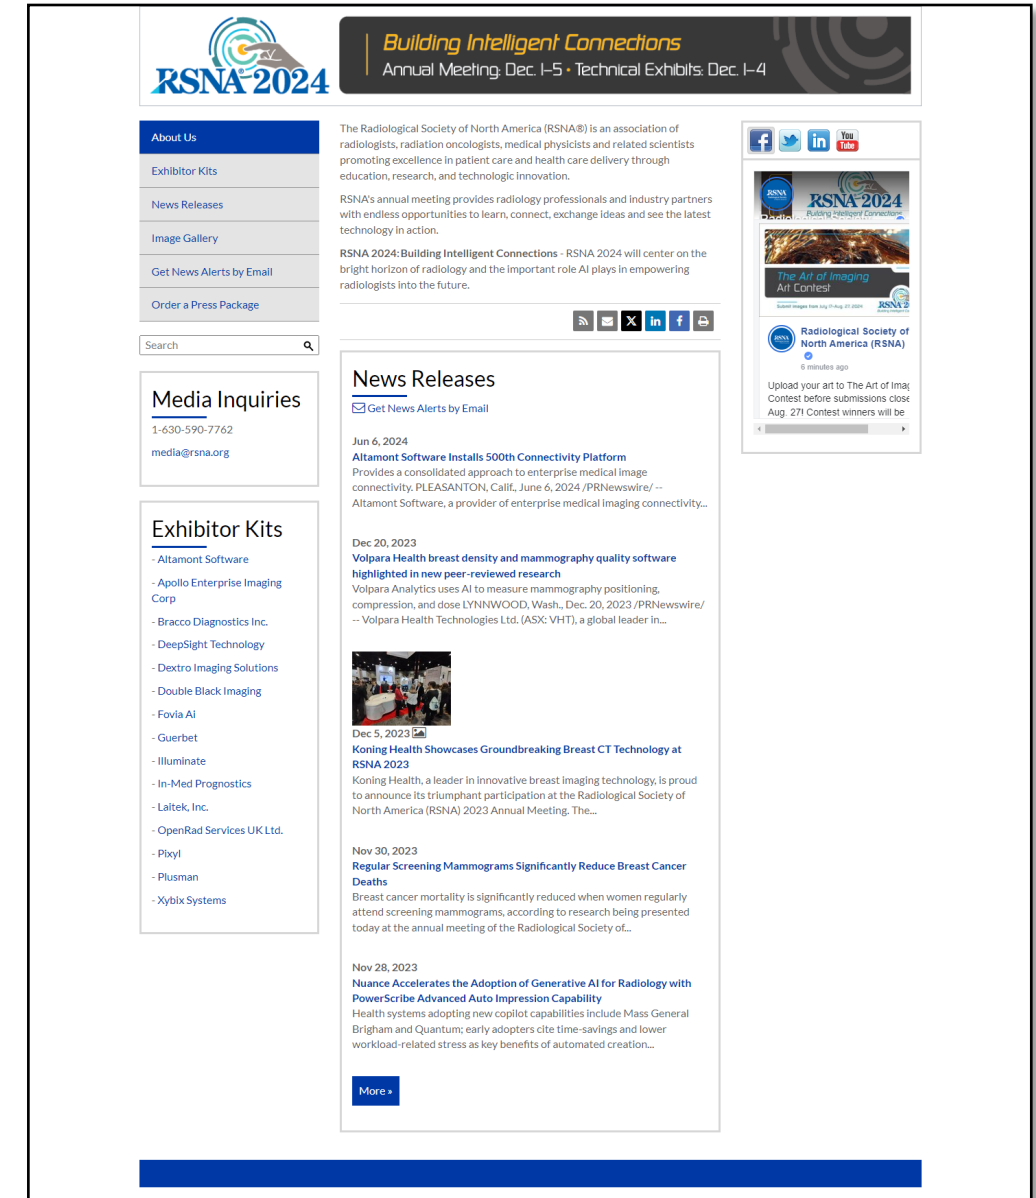 RSNA® 2024
Building Intelligent Connections
Annual Meeting: Dec. 1–5 • Technical Exhibits: Dec. 1–4
About Us
Exhibitor Kits
News Releases
Image Gallery
Get News Alerts by Email
Order a Press Package
Search
Media Inquiries
1-630-590-7762
media@rsna.org
Exhibitor Kits
- Altamont Software
- Apollo Enterprise Imaging
Corp
- Bracco Diagnostics Inc.
- DeepSight Technology
- Dextro Imaging Solutions
- Double Black Imaging
- Fovia Ai
- Guerbet
- Illuminate
- In-Med Prognostics
- Laitek, Inc.
- OpenRad Services UK Ltd.
- Pixyl
- Plusman
- Xybix Systems
The Radiological Society of North America (RSNA®) is an association of
radiologists, radiation oncologists, medical physicists and related scientists
promoting excellence in patient care and health care delivery through
education, research, and technologic innovation.
RSNA's annual meeting provides radiology professionals and industry partners
with endless opportunities to learn, connect, exchange ideas and see the latest
technology in action.
RSNA 2024: Building Intelligent Connections - RSNA 2024 will center on the
bright horizon of radiology and the important role AI plays in empowering
radiologists into the future.
News Releases
Get News Alerts by Email
Jun 6, 2024
Altamont Software Installs 500th Connectivity Platform
Provides a consolidated approach to enterprise medical image
connectivity. PLEASANTON, Calif., June 6, 2024 /PRNewswire/ --
Altamont Software, a provider of enterprise medical imaging connectivity...
Dec 20, 2023
Volpara Health breast density and mammography quality software
highlighted in new peer-reviewed research
Volpara Analytics uses AI to measure mammography positioning,
compression, and dose LYNNWOOD, Wash., Dec. 20, 2023 /PRNewswire/
-- Volpara Health Technologies Ltd. (ASX: VHT), a global leader in...
Dec 5, 2023
Koning Health Showcases Groundbreaking Breast CT Technology at
RSNA 2023
Koning Health, a leader in innovative breast imaging technology, is proud
to announce its triumphant participation at the Radiological Society of
North America (RSNA) 2023 Annual Meeting. The...
Nov 30, 2023
Regular Screening Mammograms Significantly Reduce Breast Cancer
Deaths
Breast cancer mortality is significantly reduced when women regularly
attend screening mammograms, according to research being presented
today at the annual meeting of the Radiological Society of...
Nov 28, 2023
Nuance Accelerates the Adoption of Generative AI for Radiology with
PowerScribe Advanced Auto Impression Capability
Health systems adopting new copilot capabilities include Mass General
Brigham and Quantum; early adopters cite time-savings and lower
workload-related stress as key benefits of automated creation...
More »
You
Tube
RSNA
RSNA 2024
Building Intelligent Connections
The Art of Imaging
Art Contest
Submit images from July 17-Aug. 27, 2024
RSNA 2
RSNA
Radiological Society of
North America (RSNA)
6 minutes ago
Upload your art to The Art of Imag
Contest before submissions close
Aug. 27! Contest winners will be